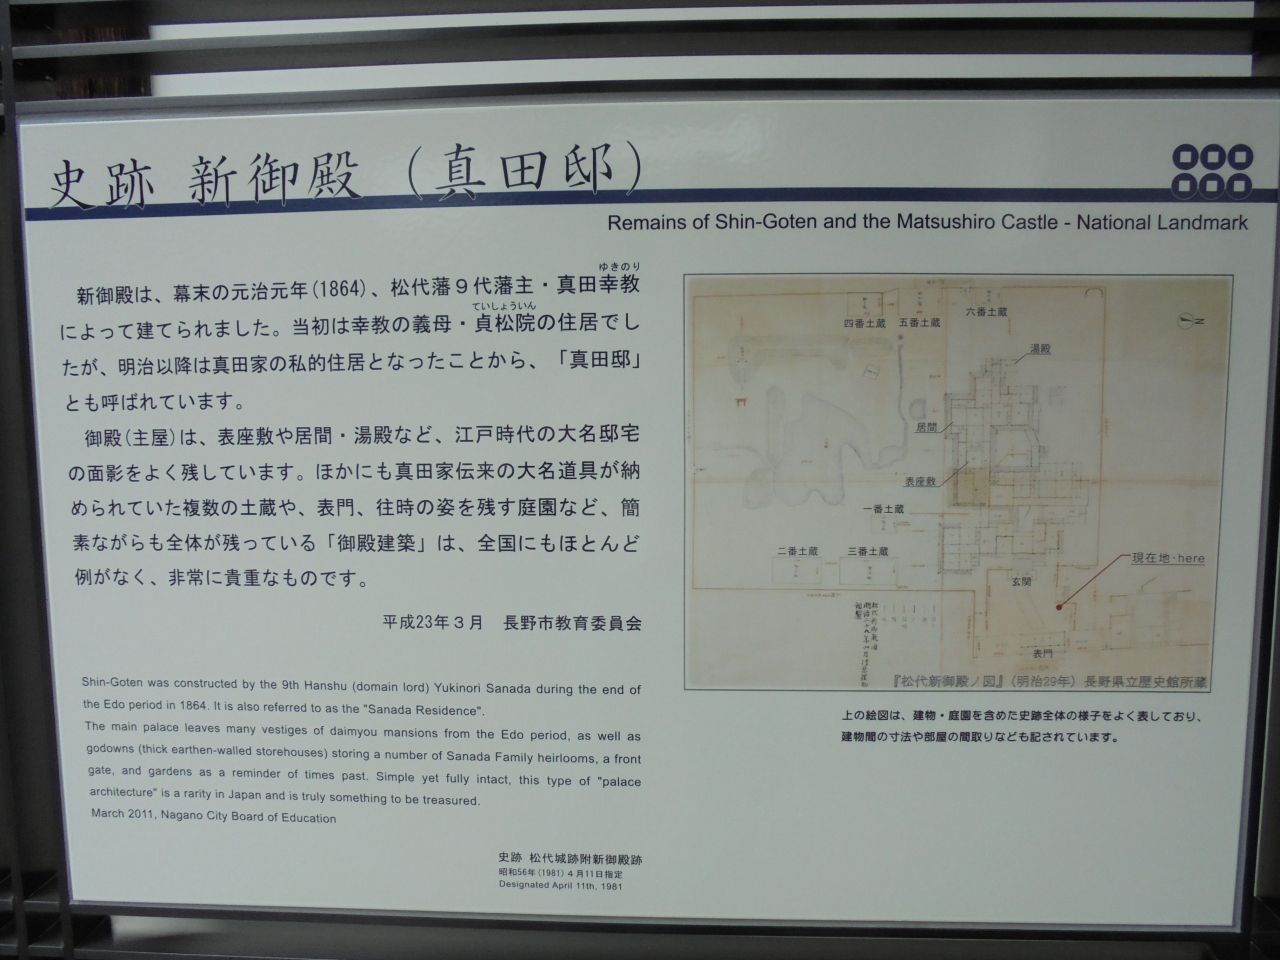 史跡 新御殿（真田邸）
Remains of Shin-Goten and the Matsushiro Castle - National Landmark
ゆきのり
新御殿は、幕末の元治元年(1864)、松代藩９代藩主・真田幸教
ていしょういん
によって建てられました。当初は幸教の義母・貞松院の住居でし
たが、明治以降は真田家の私的住居となったことから、「真田邸」
とも呼ばれています。
御殿(主屋)は、表座敷や居間・湯殿など、江戸時代の大名邸宅
の面影をよく残しています。ほかにも真田家伝来の大名道具が納
められていた複数の土蔵や、表門、往時の姿を残す庭園など、簡
素ながらも全体が残っている「御殿建築」は、全国にもほとんど
例がなく、非常に貴重なものです。
平成23年３月　長野市教育委員会
Shin-Goten was constructed by the 9th Hanshu (domain lord) Yukinori Sanada during the end of
the Edo period in 1864. It is also referred to as the "Sanada Residence".
The main palace leaves many vestiges of daimyou mansions from the Edo period, as well as
godowns (thick earthen-walled storehouses) storing a number of Sanada Family heirlooms, a front
gate, and gardens as a reminder of times past. Simple yet fully intact, this type of "palace
architecture" is a rarity in Japan and is truly something to be treasured.
March 2011, Nagano City Board of Education
史跡 松代城跡附新御殿跡
昭和56年(1981)４月11日指定
Designated April 11th, 1981
四番土蔵
五番土蔵
六番土蔵
N
湯殿
居間
表座敷
一番土蔵
二番土蔵
三番土蔵
現在地・here
玄関
表門
『松代新御殿ノ図』（明治29年）長野県立歴史館所蔵
上の絵図は、建物・庭園を含めた史跡全体の様子をよく表しており、
建物間の寸法や部屋の間取りなども記されています。